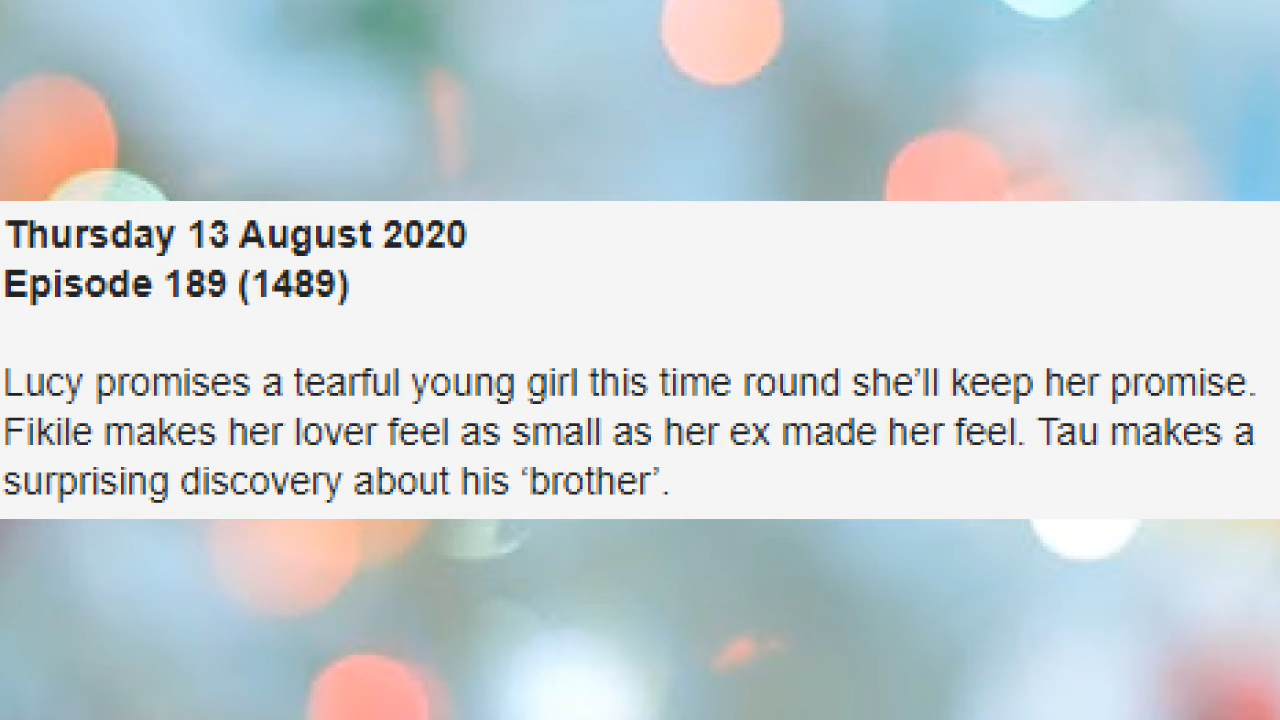 Thursday 13 August 2020
Episode 189 (1489)
Lucy promises a tearful young girl this time round she’ll keep her promise.
Fikile makes her lover feel as small as her ex made her feel. Tau makes a
surprising discovery about his ‘brother’.